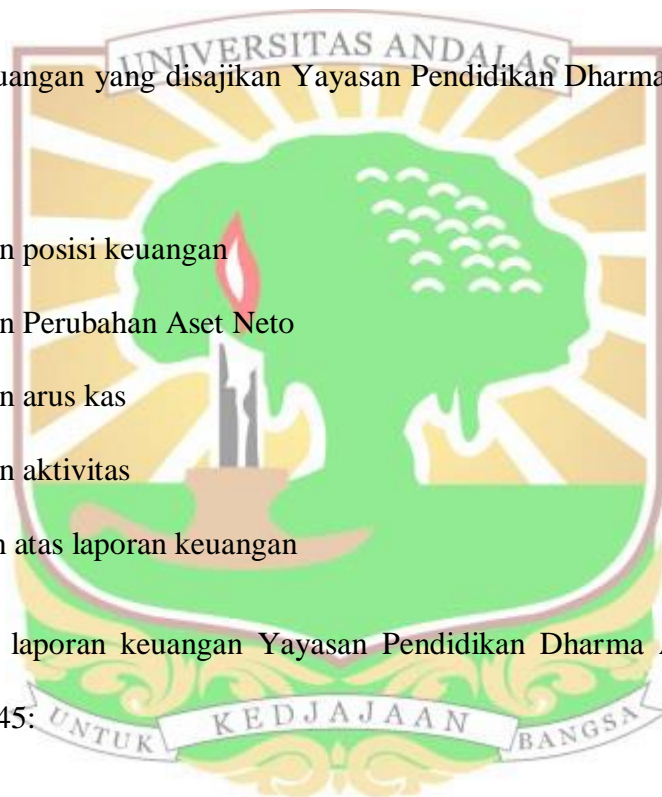 UNIVERSITAS ANDALAS
uangan yang disajikan Yayasan Pendidikan Dharma
n posisi keuangan
n Perubahan Aset Neto
n arus kas
n aktivitas
n atas laporan keuangan
laporan keuangan Yayasan Pendidikan Dharma
45:
UNTUK KEDJAJAAN BANGSA